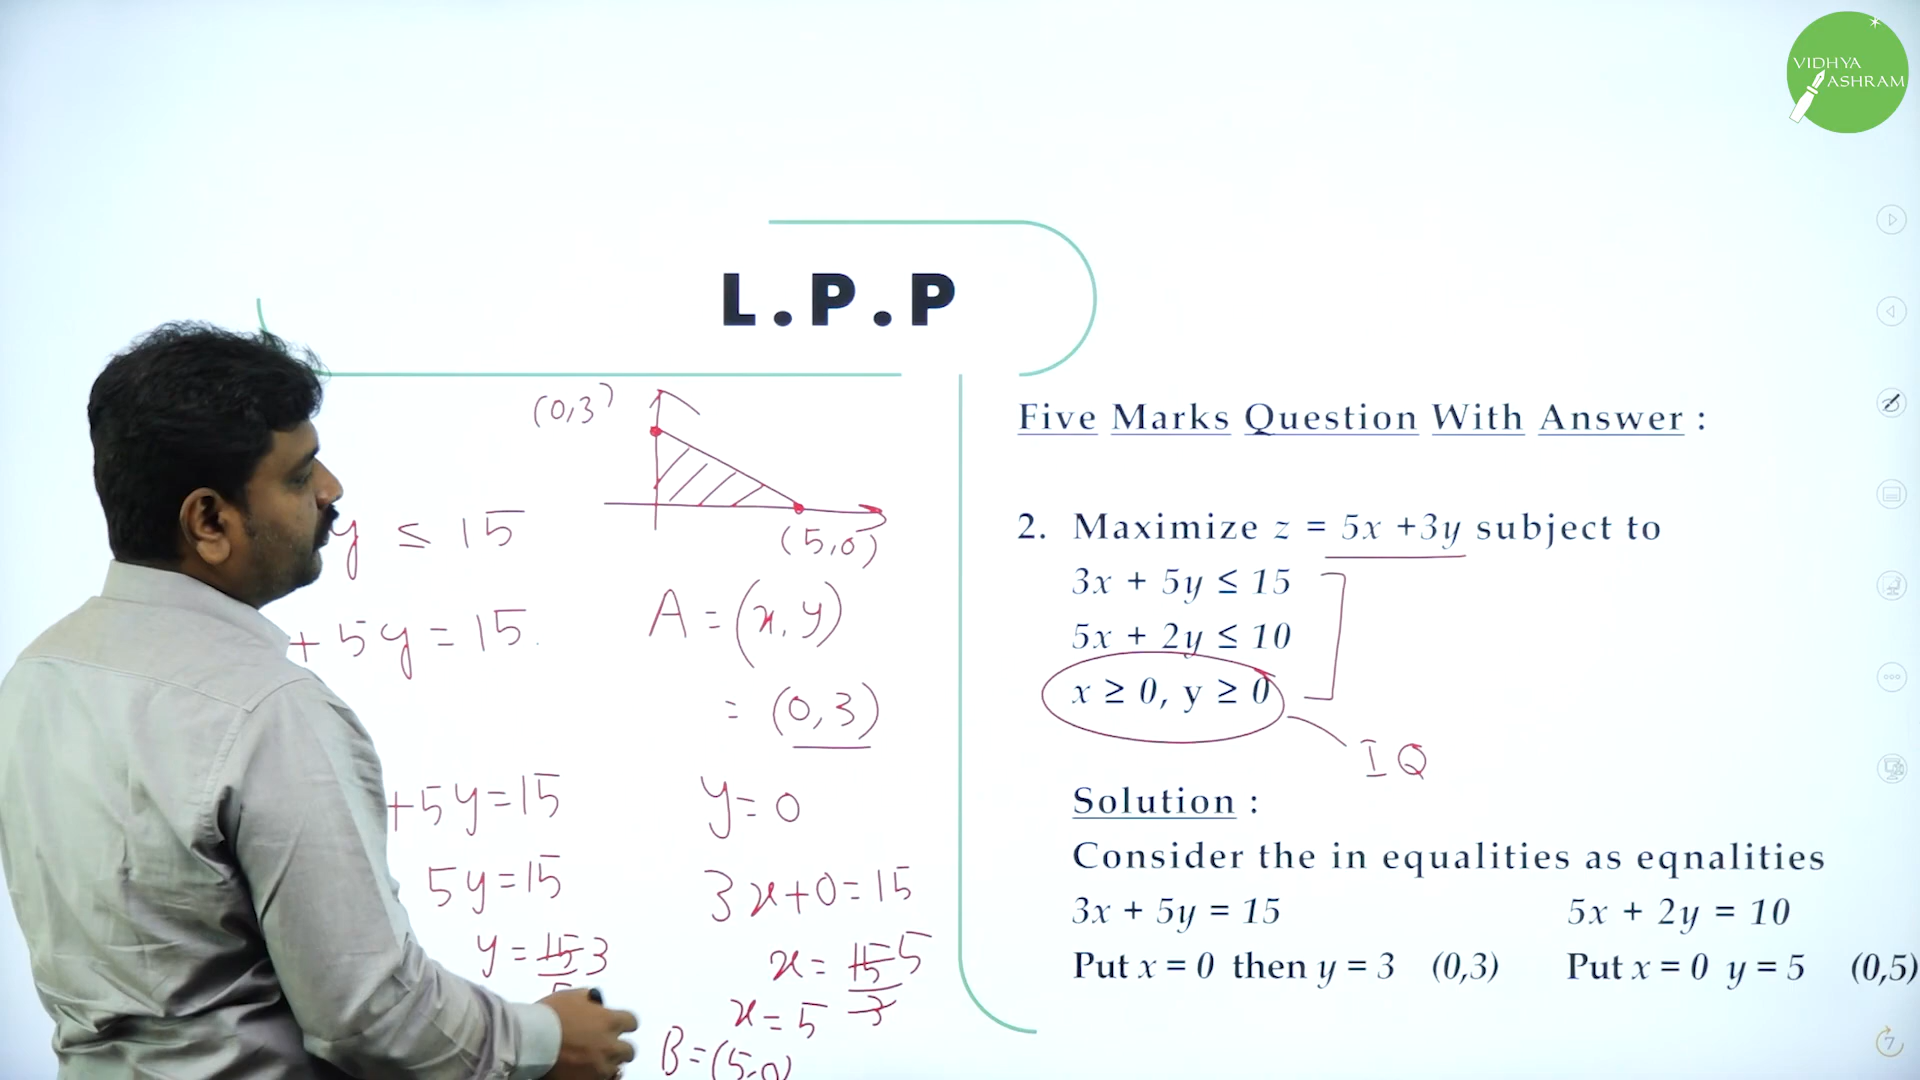 VIDHYA
ASHRAM
L.P.P
(0,3)
(5,0)
y ≤ 15
+ 5y = 15.
A = (x, y)
= (0,3)
+5y=15
5y=15
y = 15 3
y= 0
3x+0=15
x= 15 5
3
x= 5
B=(5,0)
Five Marks Question With Answer :
2. Maximize z = 5x +3y subject to
3x + 5y ≤ 15
5x + 2y ≤ 10
x ≥ 0, y ≥ 0
I Q
Solution :
Consider the in equalities as eqnalities
3x + 5y = 15 5x + 2y = 10
Put x = 0 then y = 3 (0,3) Put x = 0 y = 5 (0,5)
7